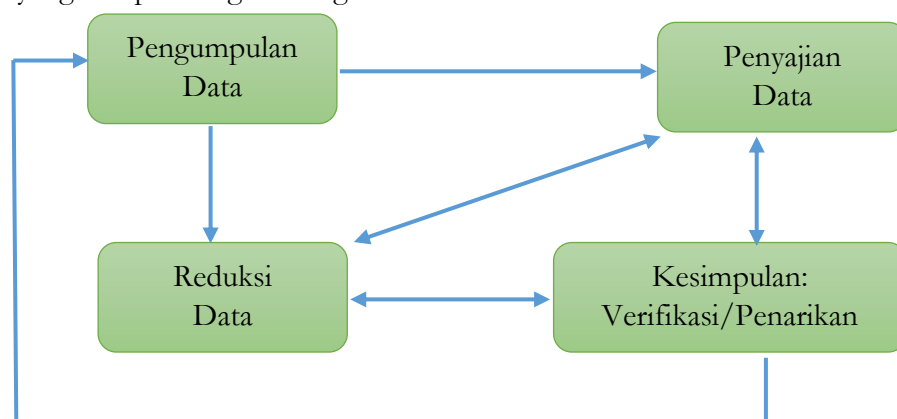 Pengumpulan
Data
Penyajian
Data
Reduksi
Data
Kesimpulan:
Verifikasi/Penarikan